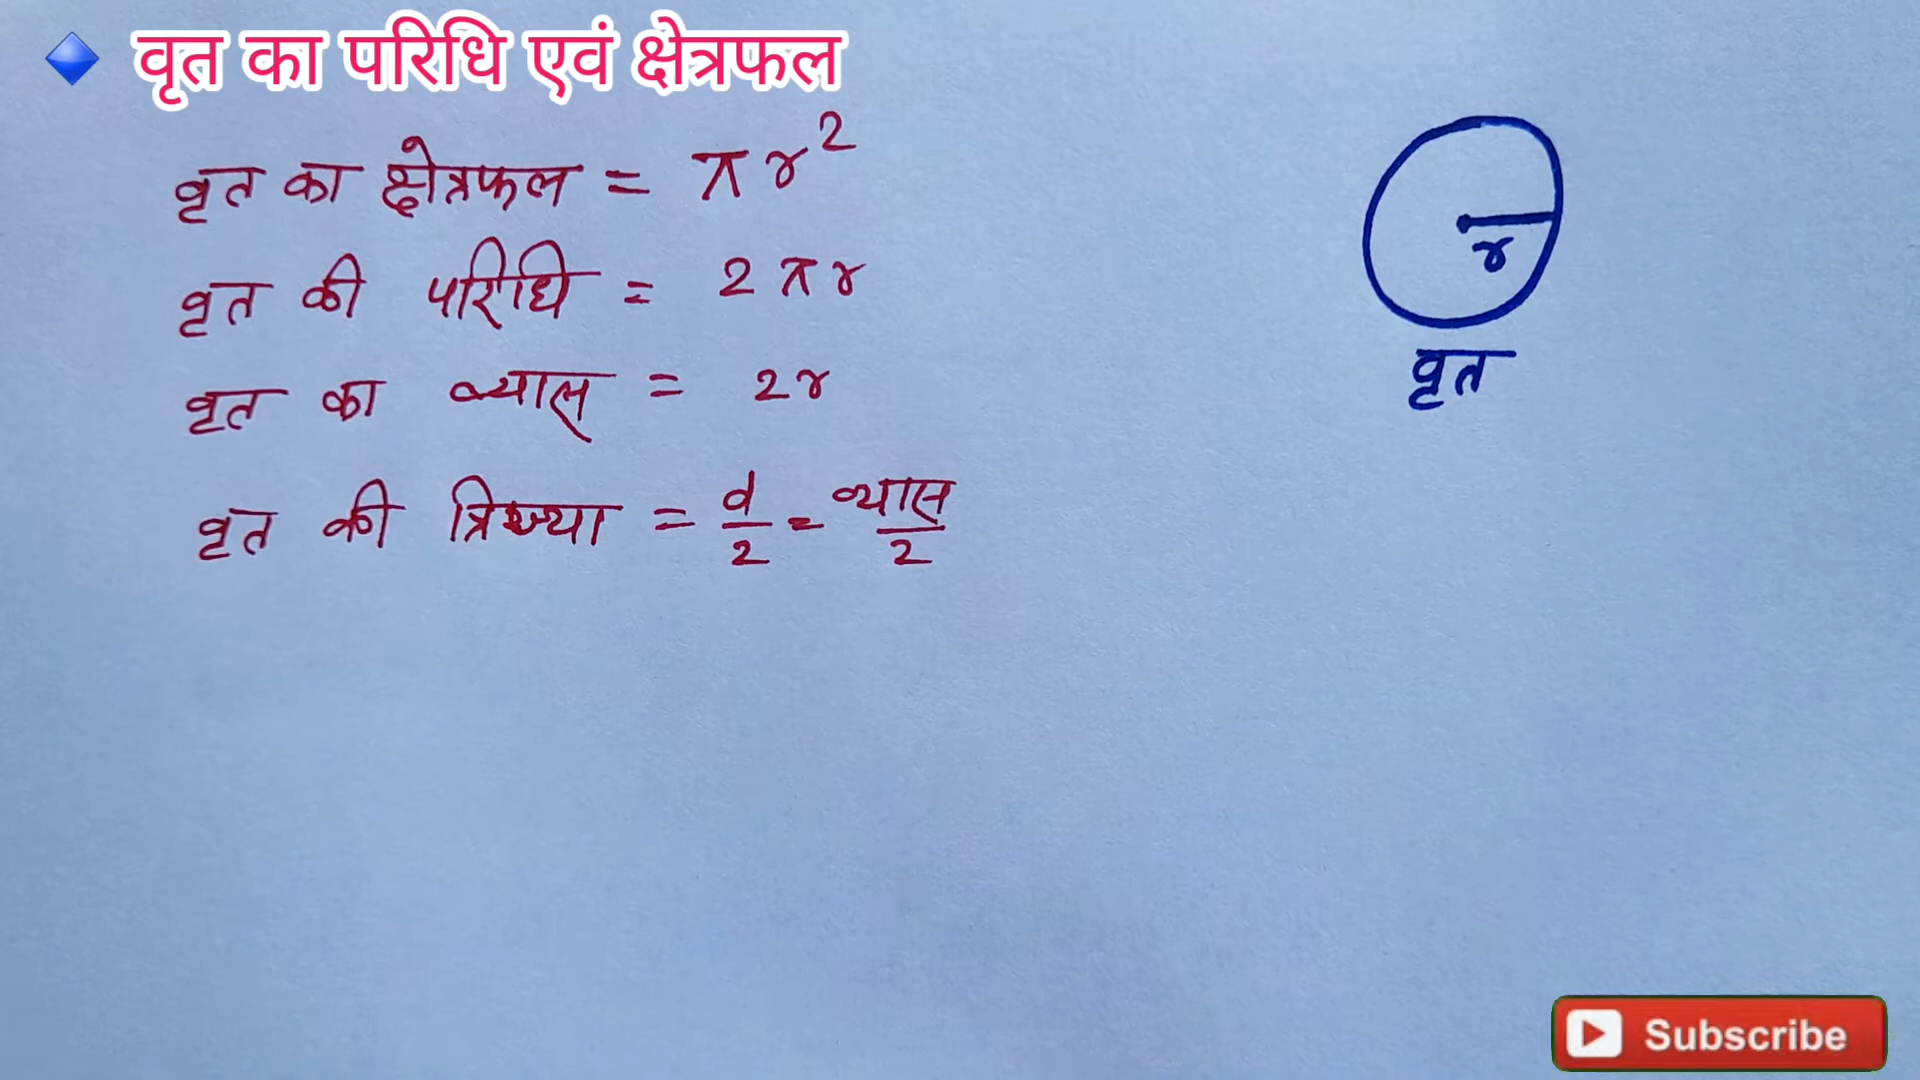 वृत का परिधि एवं क्षेत्रफल
वृत का क्षेत्रफल = πr²
वृत की परिधि = 2πr
वृत का व्यास = 2r
वृत की त्रिज्या = d/2 = व्यास/2
r
वृत
Subscribe